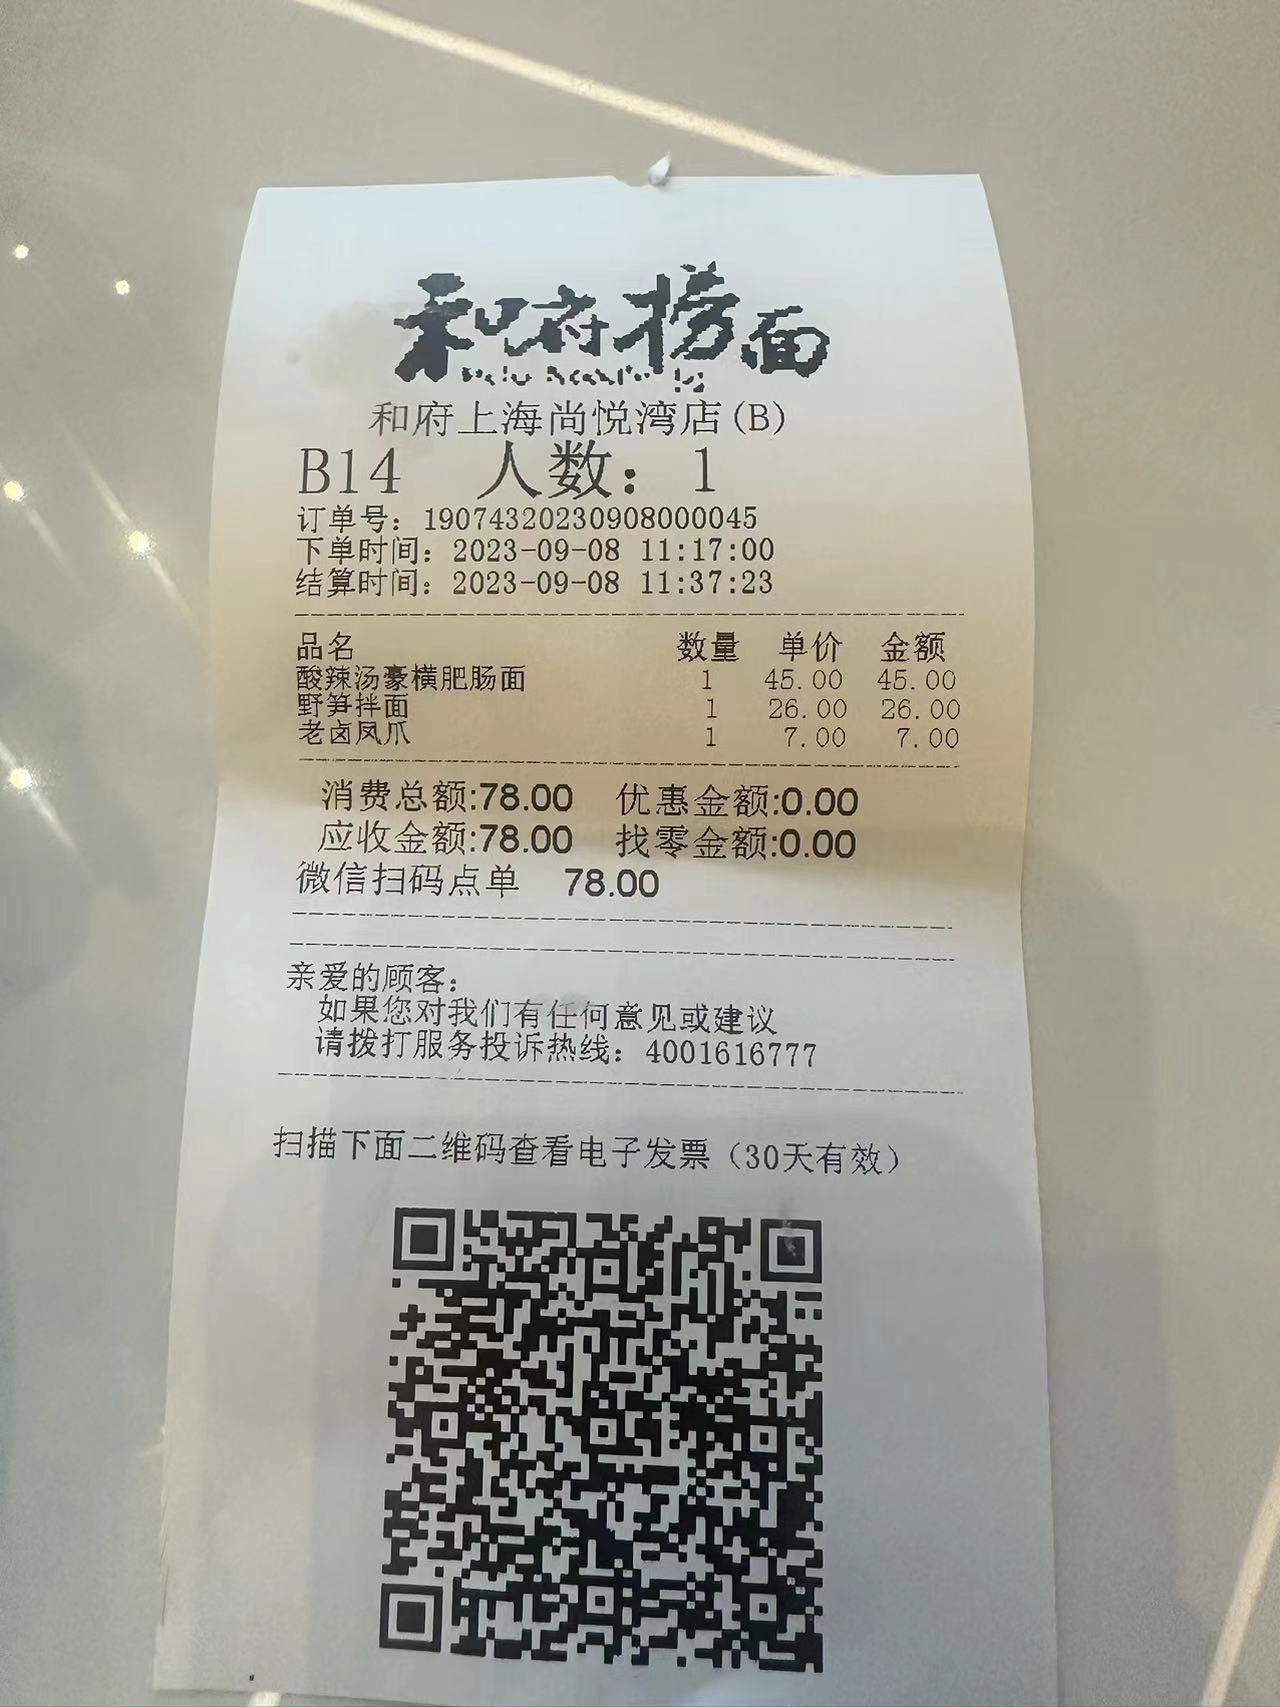 和府捞面
和府上海尚悦湾店(B)
B14 人数：1
订单号：19074320230908000045
下单时间：2023-09-08 11:17:00
结算时间：2023-09-08 11:37:23
品名 数量 单价 金额
酸辣汤豪横肥肠面 1 45.00 45.00
野笋拌面 1 26.00 26.00
老卤凤爪 1 7.00 7.00
消费总额:78.00 优惠金额:0.00
应收金额:78.00 找零金额:0.00
微信扫码点单 78.00
亲爱的顾客：
如果您对我们有任何意见或建议
请拨打服务投诉热线：4001616777
扫描下面二维码查看电子发票（30天有效）